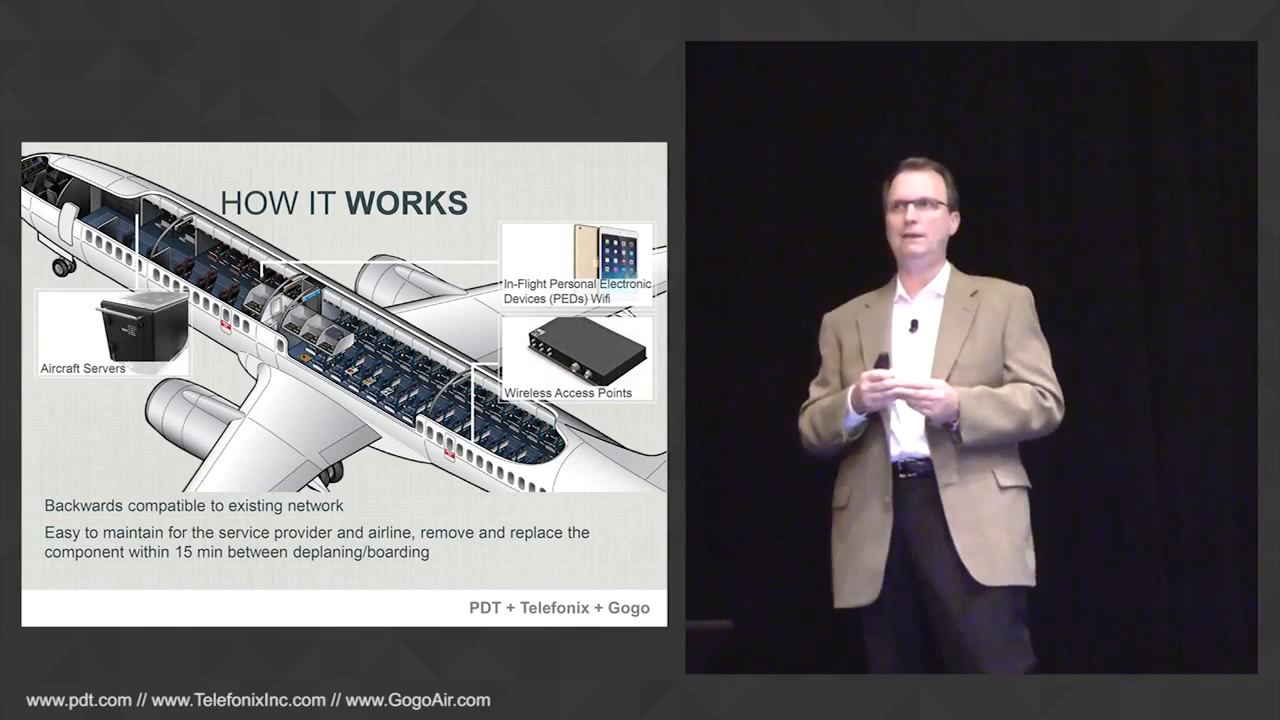 HOW IT WORKS
In-Flight Personal Electronic
Devices (PEDs) Wifi
Aircraft Servers
Wireless Access Points
Backwards compatible to existing network
Easy to maintain for the service provider and airline, remove and replace the
component within 15 min between deplaning/boarding
PDT + Telefonix + Gogo
www.pdt.com // www.TelefonixInc.com // www.GogoAir.com